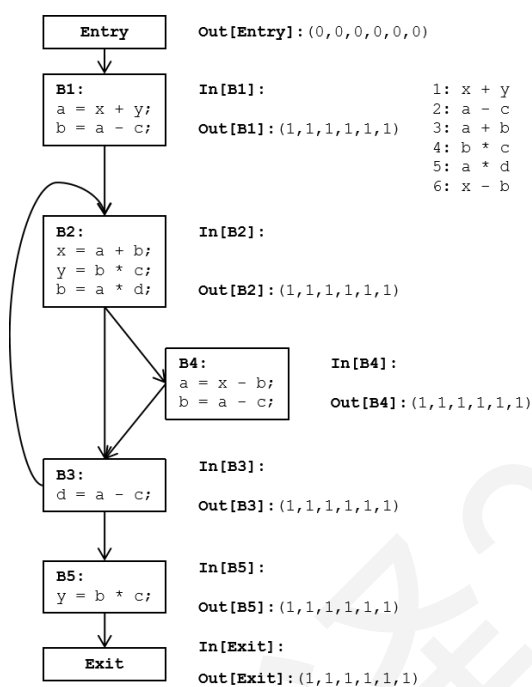 Entry Out[Entry]:(0,0,0,0,0,0)
B1: In[B1]: 1: x + y
a = x + y; 2: a - c
b = a - c; Out[B1]:(1,1,1,1,1,1) 3: a + b
4: b * c
5: a * d
6: x - b
B2: In[B2]:
x = a + b;
y = b * c;
b = a * d; Out[B2]:(1,1,1,1,1,1)
B4: In[B4]:
a = x - b;
b = a - c; Out[B4]:(1,1,1,1,1,1)
B3: In[B3]:
d = a - c; Out[B3]:(1,1,1,1,1,1)
B5: In[B5]:
y = b * c; Out[B5]:(1,1,1,1,1,1)
In[Exit]:
Exit
Out[Exit]:(1,1,1,1,1,1)